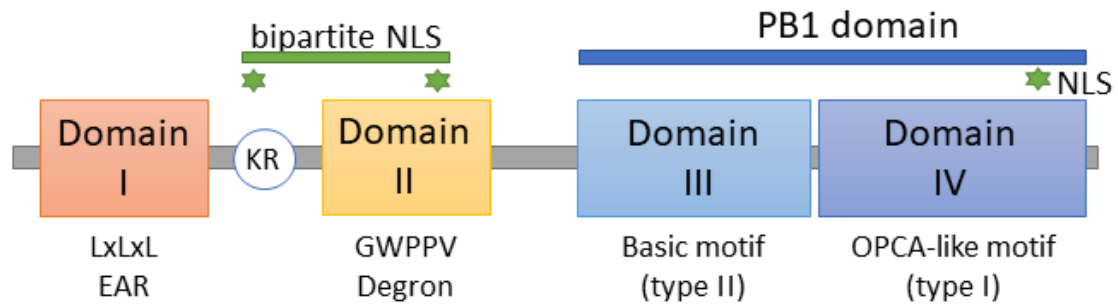 bipartite NLS
PB1 domain
NLS
Domain
I
KR
Domain
II
Domain
III
Domain
IV
LxLxL
EAR
GWPPV
Degron
Basic motif
(type II)
OPCA-like motif
(type I)